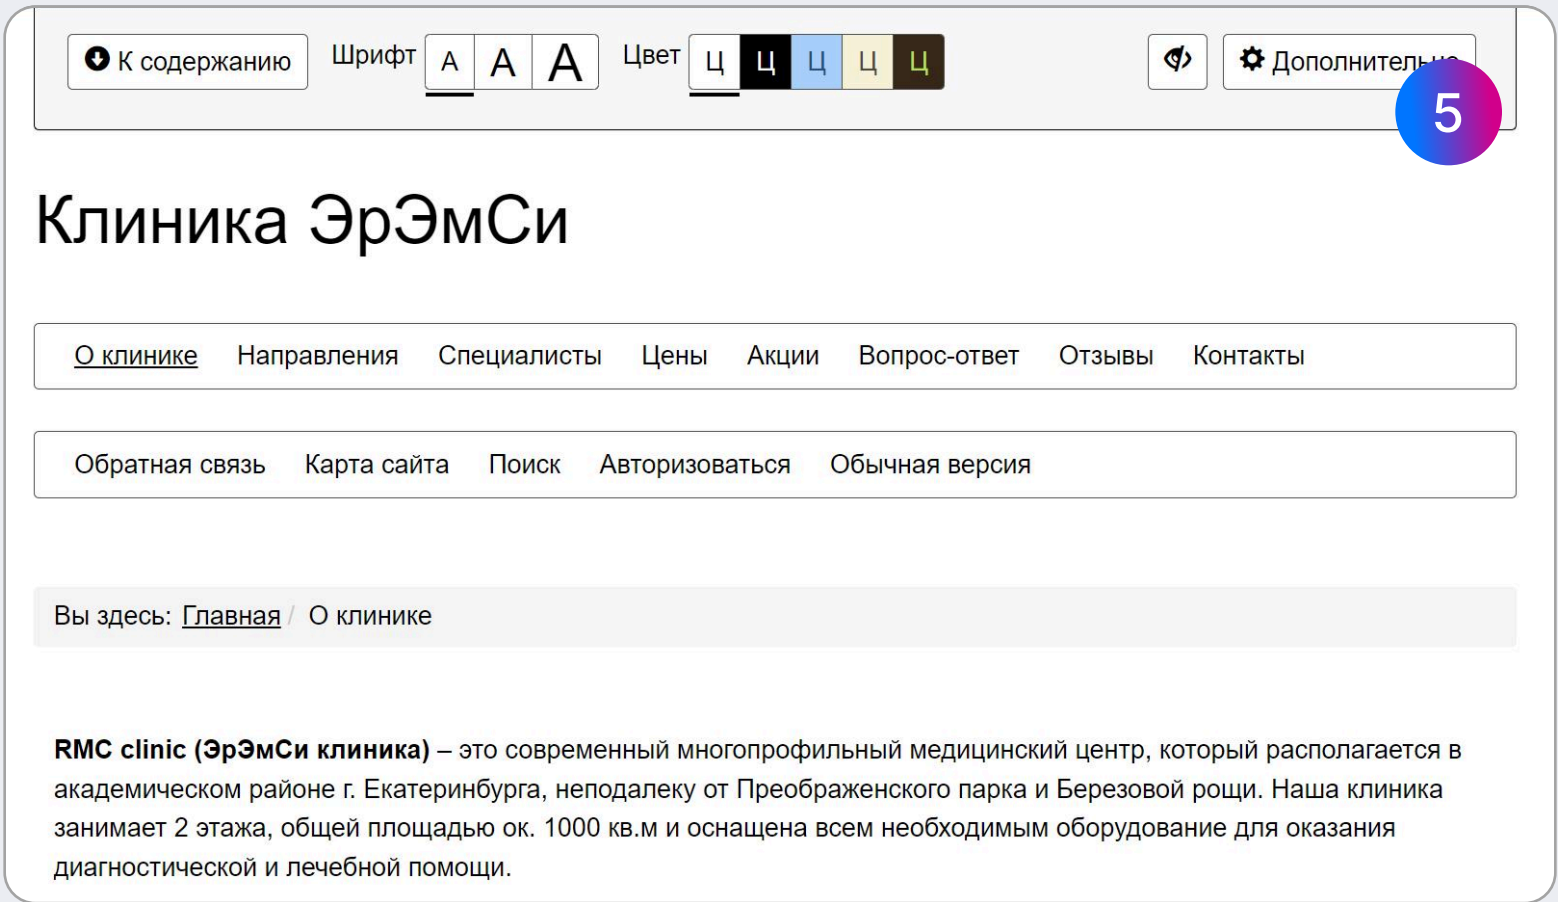 К содержанию Шрифт А А А Цвет Ц Ц Ц Ц Ц Дополнительно
5
Клиника ЭрЭмСи
О клинике Направления Специалисты Цены Акции Вопрос-ответ Отзывы Контакты
Обратная связь Карта сайта Поиск Авторизоваться Обычная версия
Вы здесь: Главная / О клинике
RMC clinic (ЭрЭмСи клиника) – это современный многопрофильный медицинский центр, который располагается в
академическом районе г. Екатеринбурга, неподалеку от Преображенского парка и Березовой рощи. Наша клиника
занимает 2 этажа, общей площадью ок. 1000 кв.м и оснащена всем необходимым оборудование для оказания
диагностической и лечебной помощи.